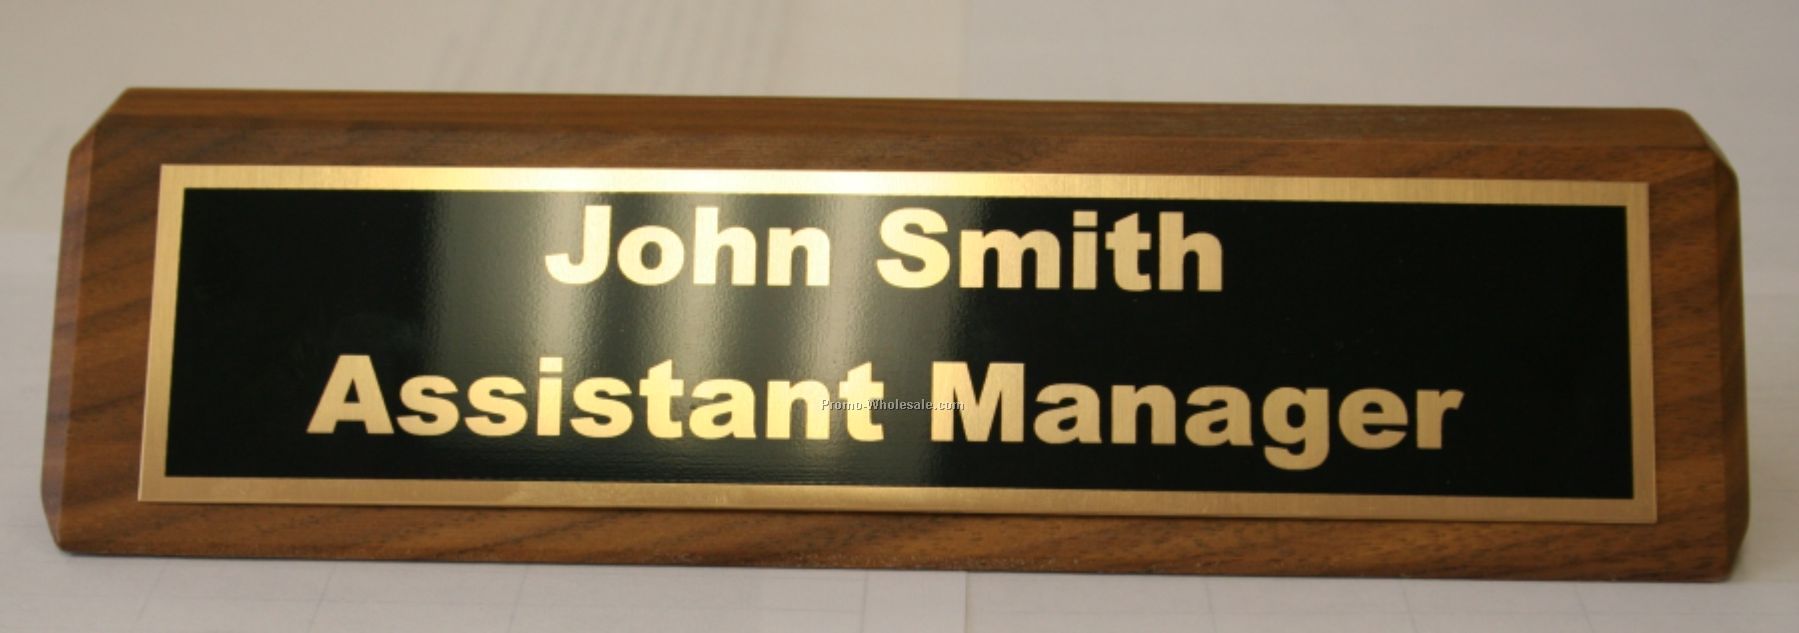 John Smith
Assistant Manager
Promo-Wholesale.com